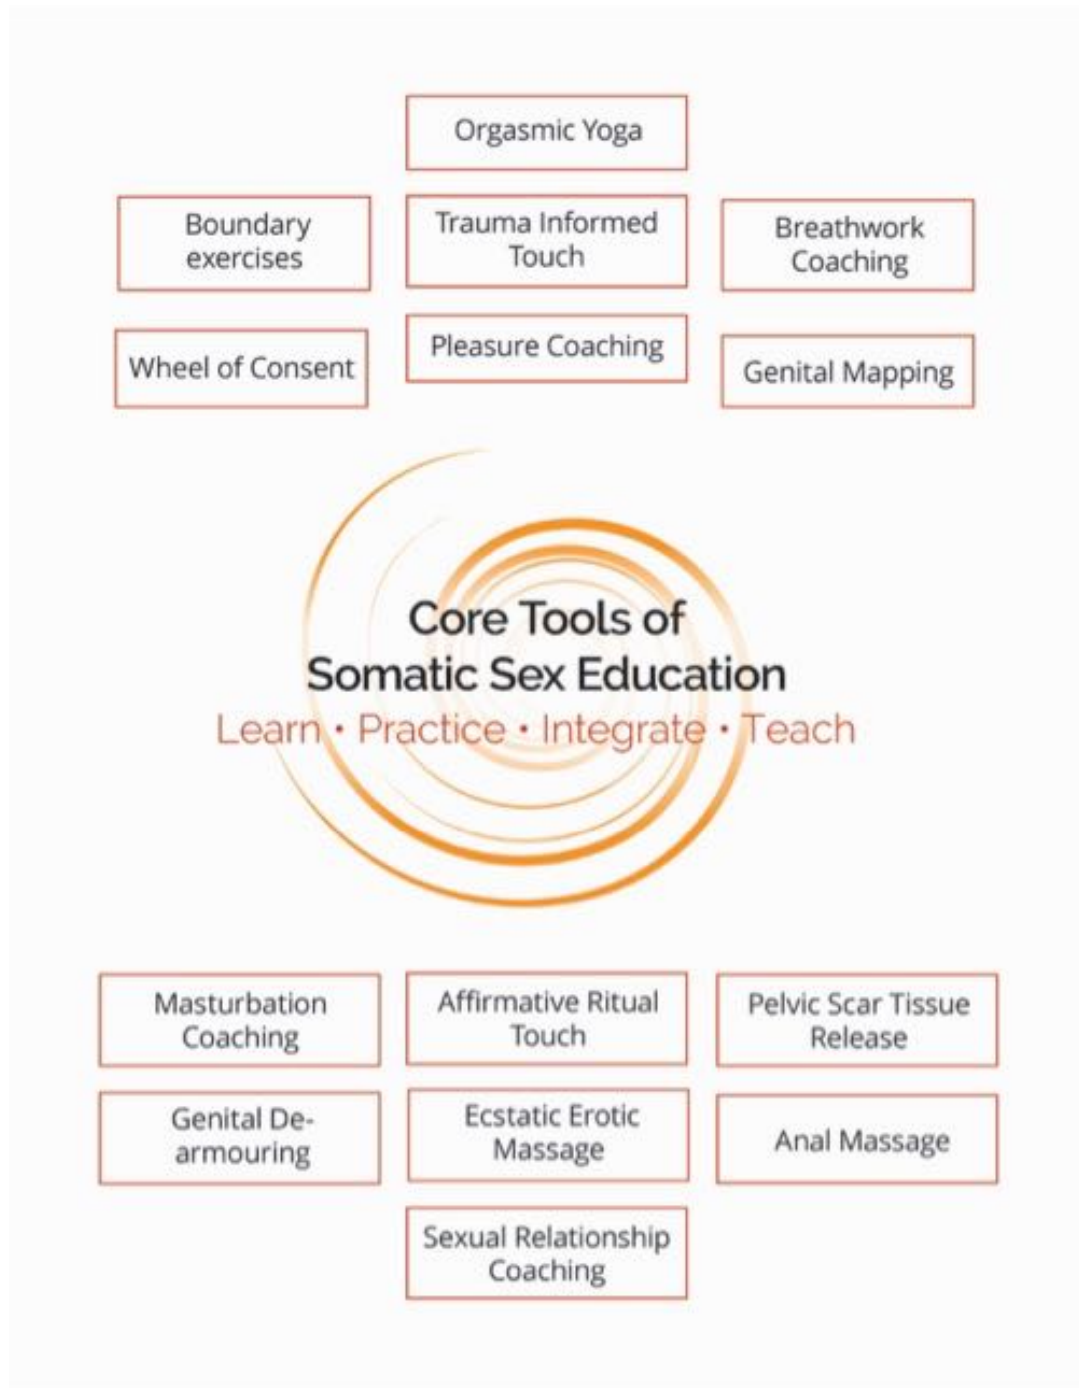 Orgasmic Yoga
Boundary
exercises
Trauma Informed
Touch
Breathwork
Coaching
Wheel of Consent
Pleasure Coaching
Genital Mapping
Core Tools of
Somatic Sex Education
Learn • Practice • Integrate • Teach
Masturbation
Coaching
Affirmative Ritual
Touch
Pelvic Scar Tissue
Release
Genital De-
armouring
Ecstatic Erotic
Massage
Anal Massage
Sexual Relationship
Coaching